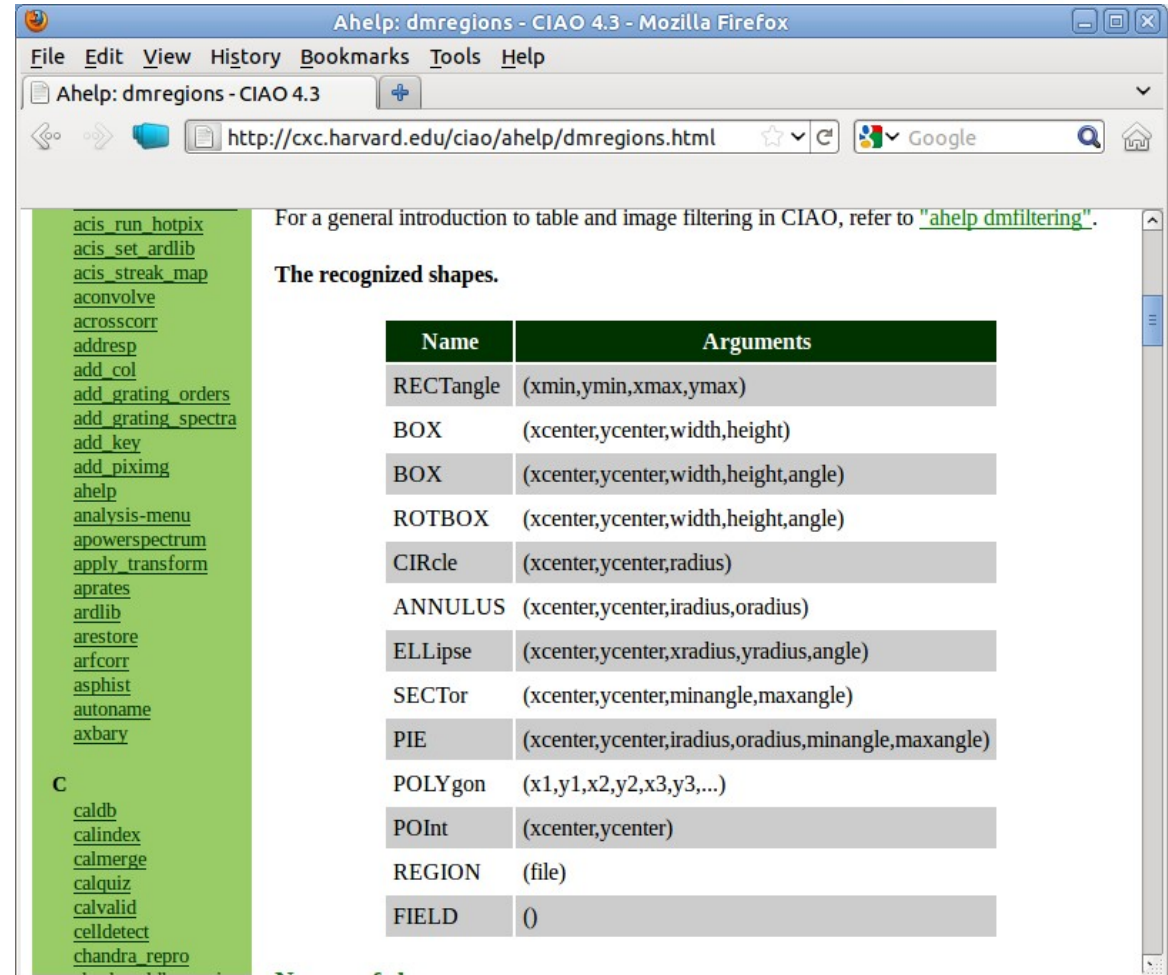 Ahelp: dmregions - CIAO 4.3 - Mozilla Firefox
File Edit View History Bookmarks Tools Help
Ahelp: dmregions - CIAO 4.3
http://cxc.harvard.edu/ciao/ahelp/dmregions.html Google
acis_run_hotpix
acis_set_ardlib
acis_streak_map
aconvolve
acrosscorr
addresp
add_col
add_grating_orders
add_grating_spectra
add_key
add_piximg
ahelp
analysis-menu
apowerspectrum
apply_transform
aprates
ardlib
arestore
arfcorr
asphist
autoname
axbary
C
caldb
calindex
calmerge
calquiz
calvalid
celldetect
chandra_repro
For a general introduction to table and image filtering in CIAO, refer to "ahelp dmfiltering".
The recognized shapes.
Name Arguments
RECTangle (xmin,ymin,xmax,ymax)
BOX (xcenter,ycenter,width,height)
BOX (xcenter,ycenter,width,height,angle)
ROTBOX (xcenter,ycenter,width,height,angle)
CIRcle (xcenter,ycenter,radius)
ANNULUS (xcenter,ycenter,iradius,oradius)
ELLipse (xcenter,ycenter,xradius,yradius,angle)
SECTor (xcenter,ycenter,minangle,maxangle)
PIE (xcenter,ycenter,iradius,oradius,minangle,maxangle)
POLYgon (x1,y1,x2,y2,x3,y3,...)
POInt (xcenter,ycenter)
REGION (file)
FIELD ()